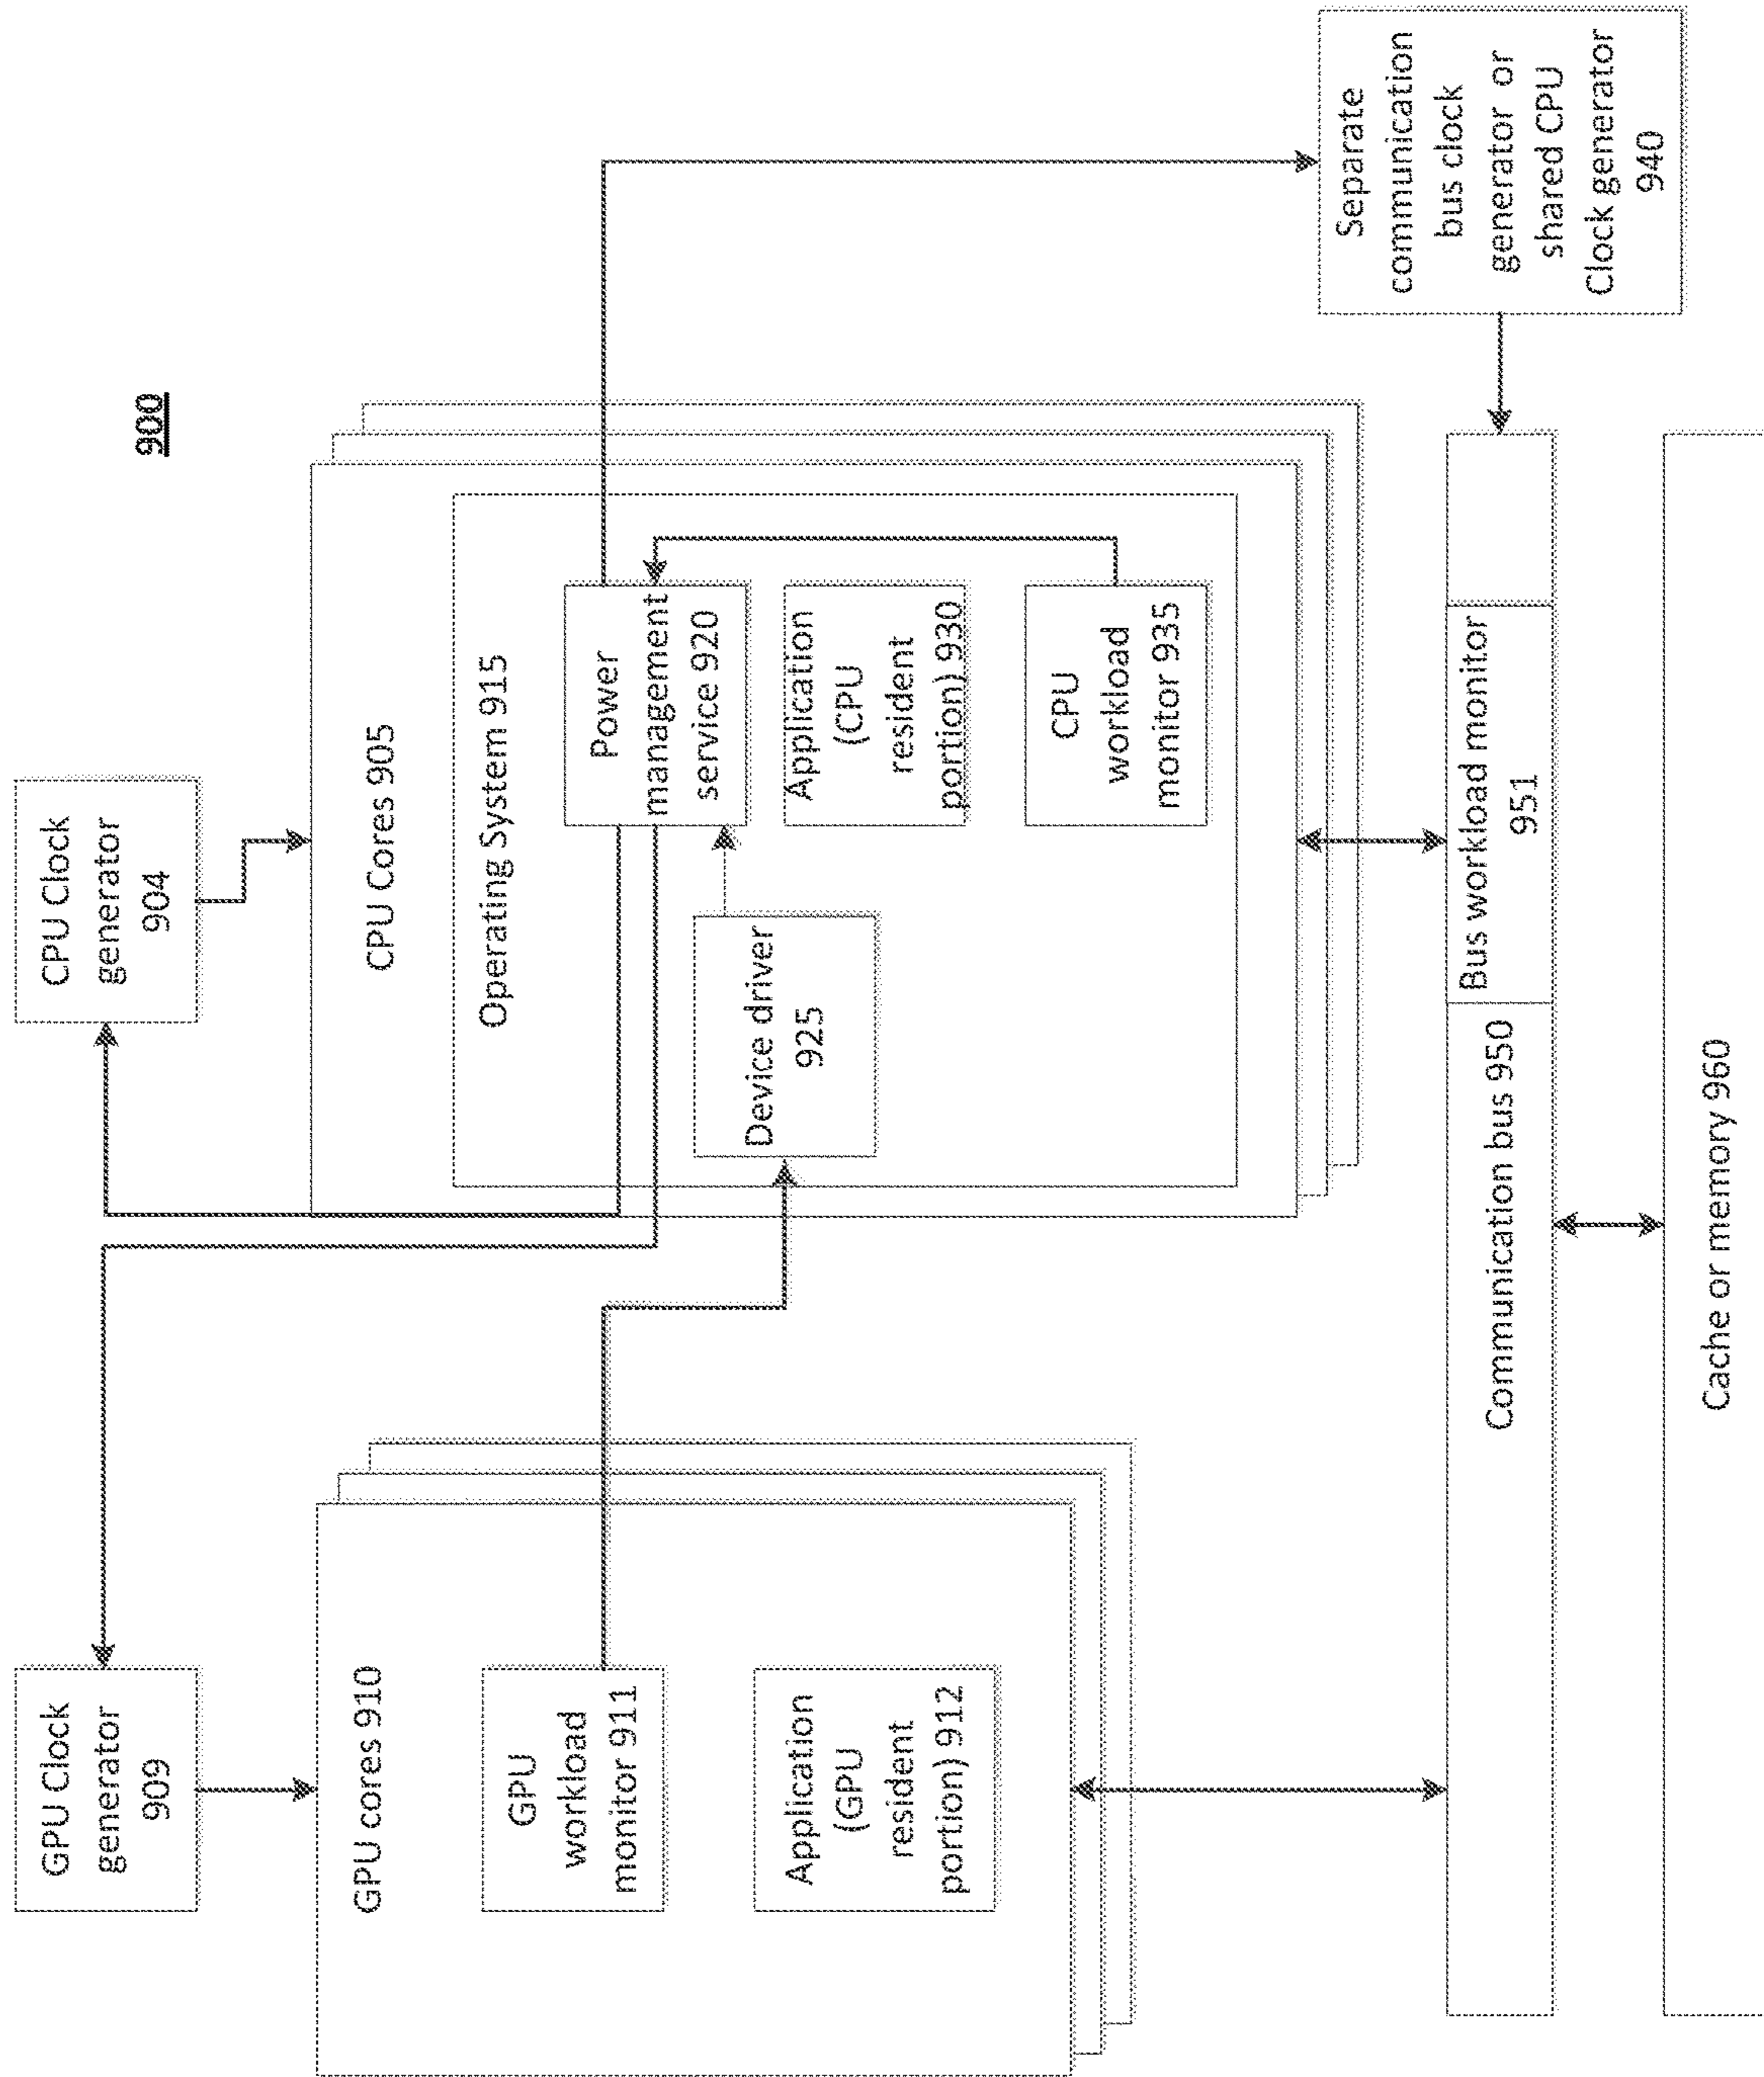 900
GPU Clock
generator
909
CPU Clock
generator
904
GPU cores 910
GPU
workload
monitor 911
Application
(GPU
resident
portion) 912
CPU Cores 905
Operating System 915
Device driver
925
Power
management
service 920
Application
(CPU
resident
portion) 930
CPU
workload
monitor 935
Separate
communication
bus clock
generator or
shared CPU
Clock generator
940
Communication bus 950
Bus workload monitor
951
Cache or memory 960